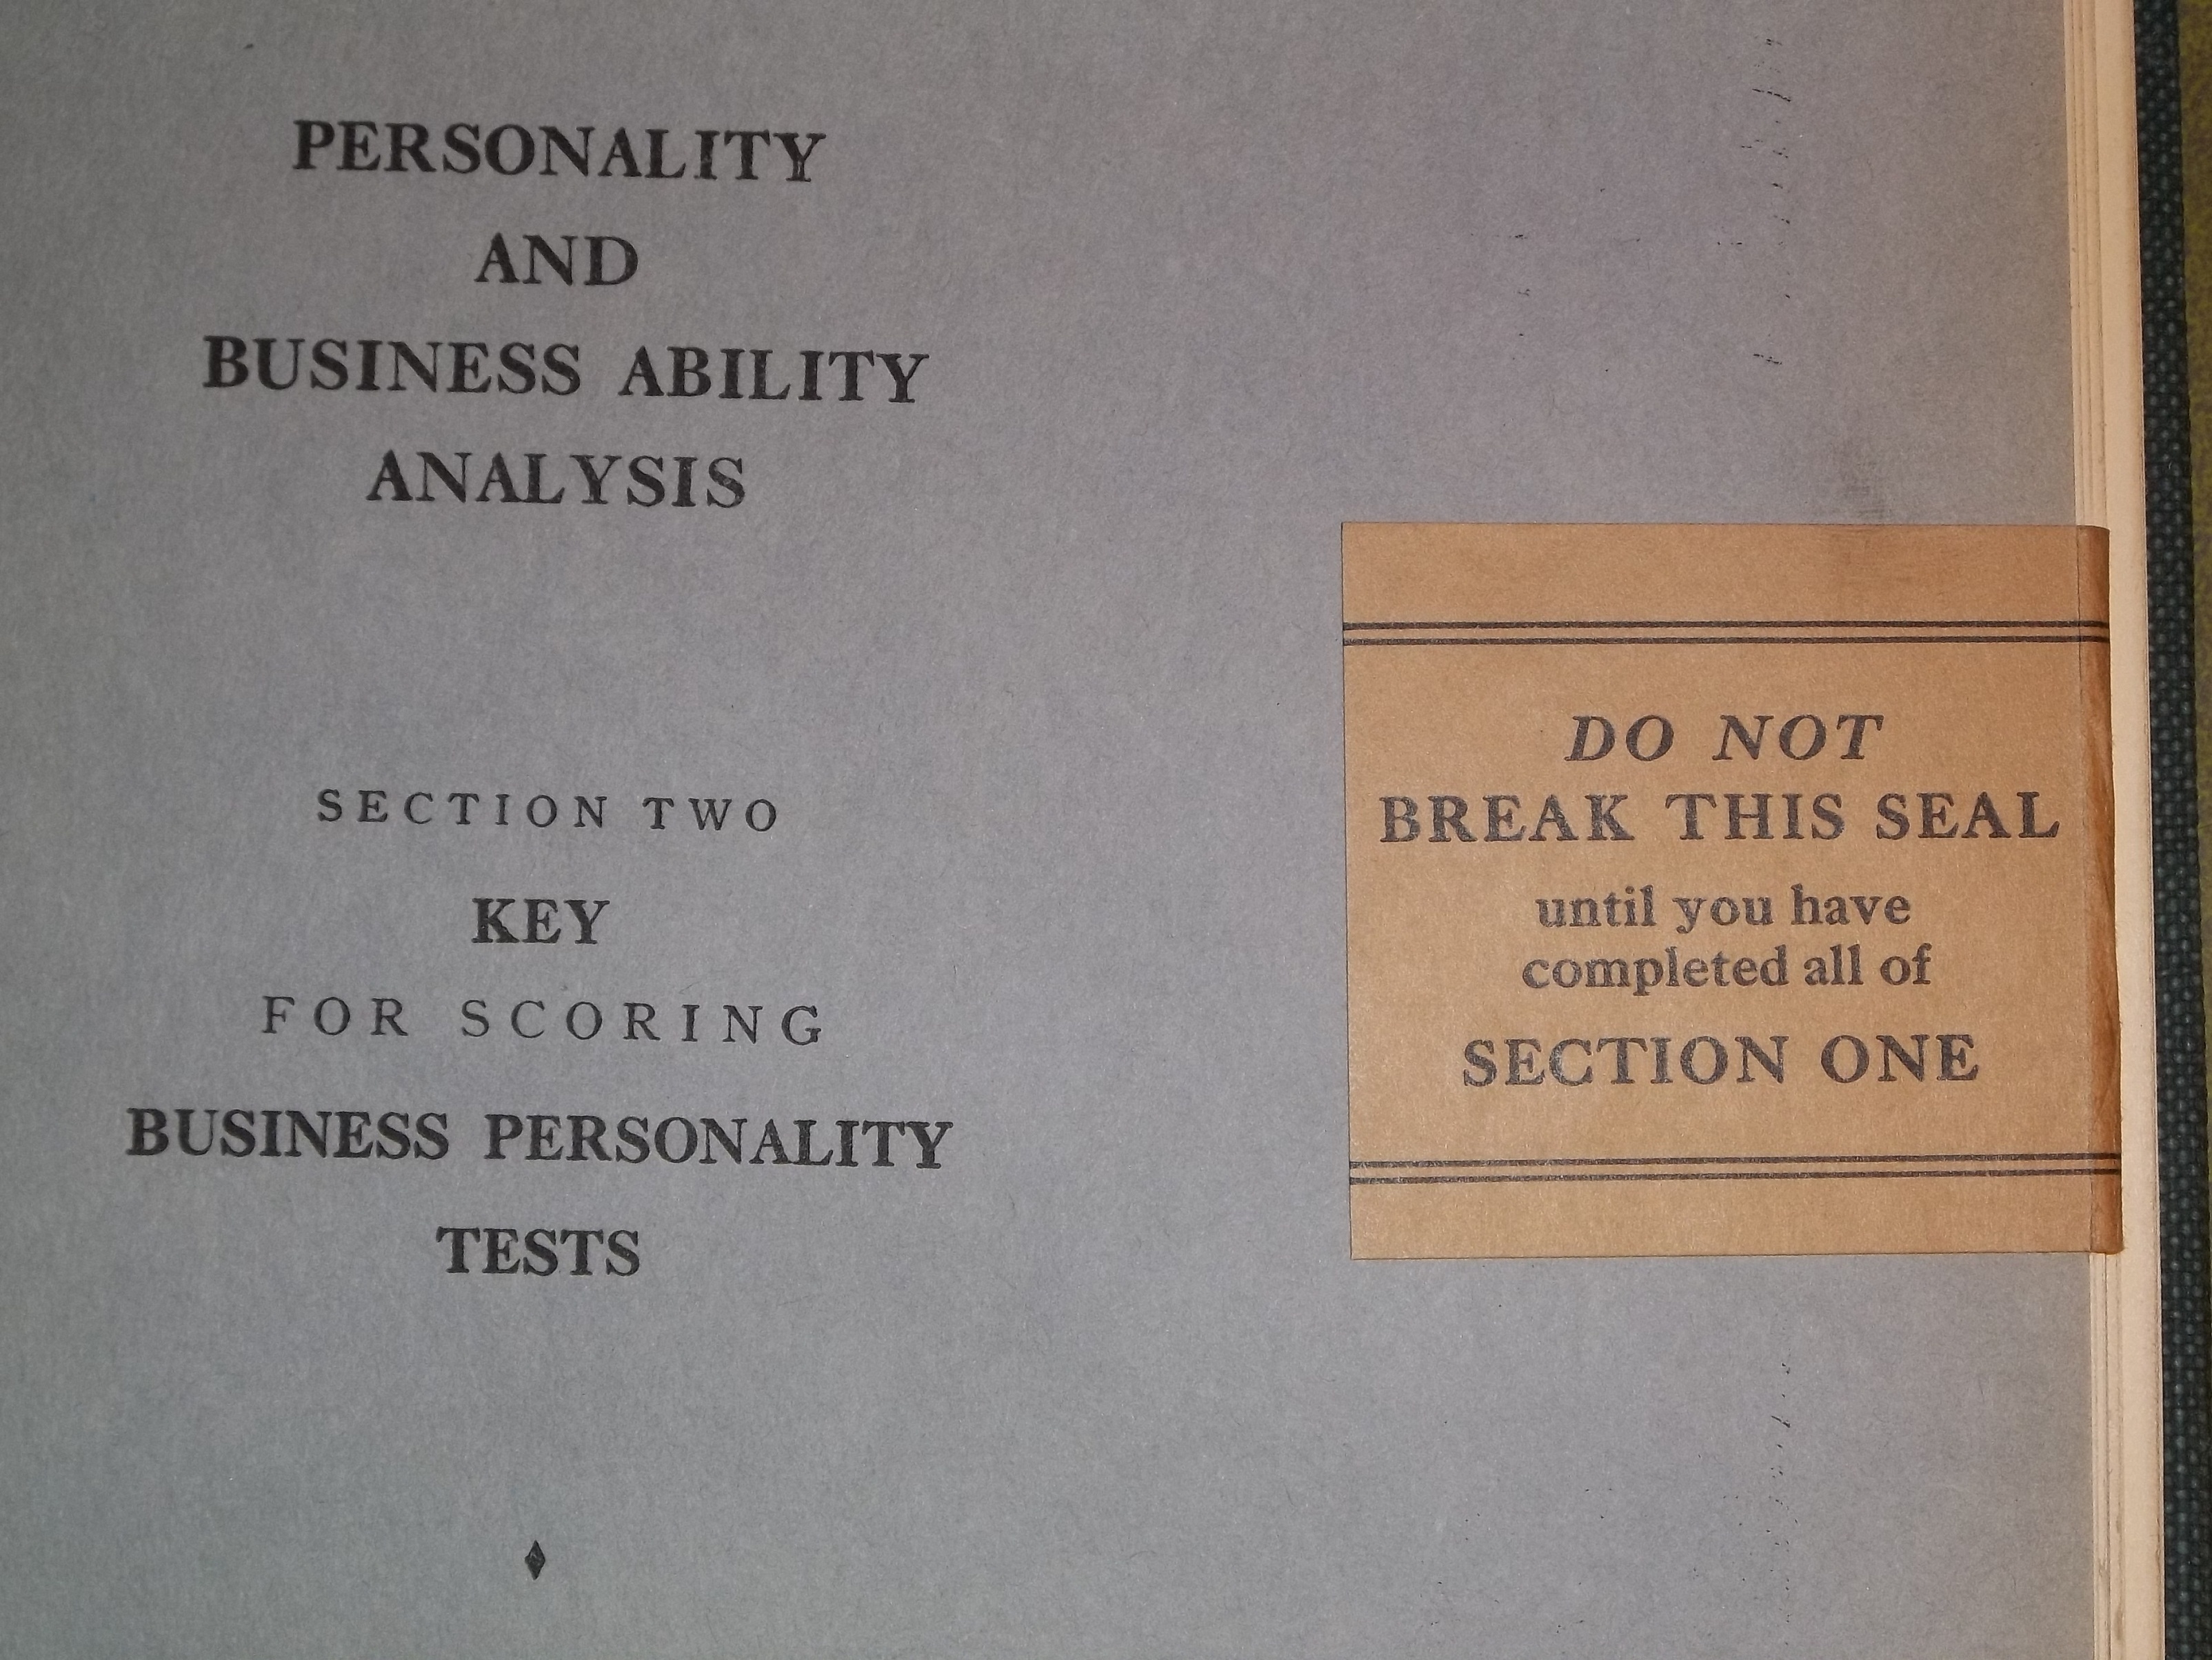 PERSONALITY
AND
BUSINESS ABILITY
ANALYSIS
SECTION TWO
KEY
FOR SCORING
BUSINESS PERSONALITY
TESTS
DO NOT
BREAK THIS SEAL
until you have
completed all of
SECTION ONE